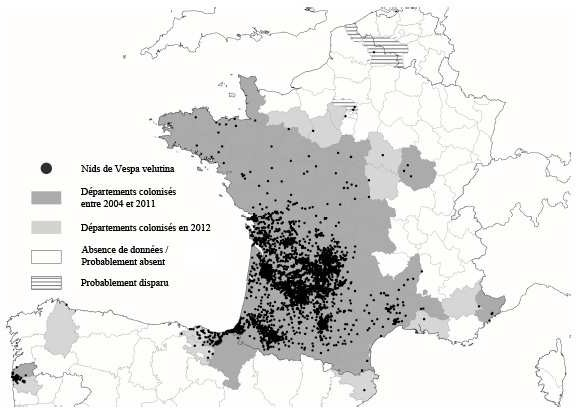 Nids de Vespa velutina
Départements colonisés
entre 2004 et 2011
Départements colonisés en 2012
Absence de données /
Probablement absent
Probablement disparu